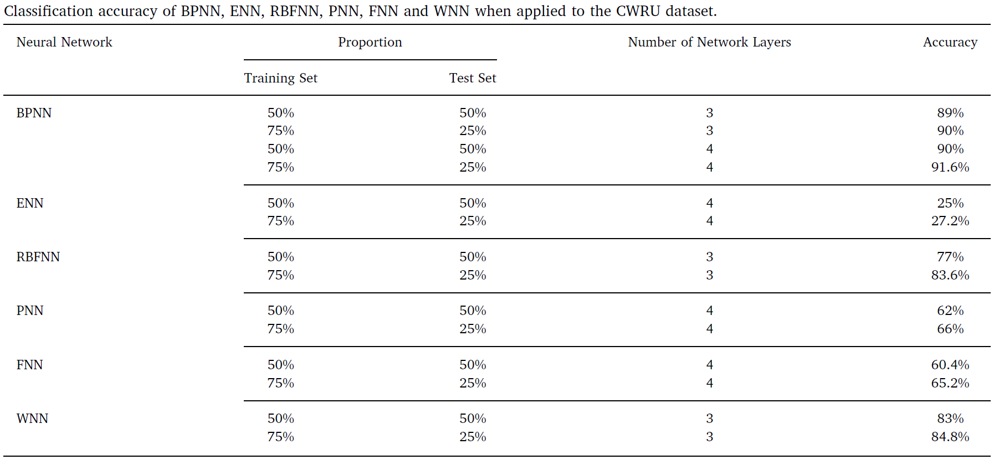 Classification accuracy of BPNN, ENN, RBFNN, PNN, FNN and WNN when applied to the CWRU dataset.
Neural Network Proportion Number of Network Layers Accuracy
Training Set Test Set
BPNN 50% 50% 3 89%
75% 25% 3 90%
50% 50% 4 90%
75% 25% 4 91.6%
ENN 50% 50% 4 25%
75% 25% 4 27.2%
RBFNN 50% 50% 3 77%
75% 25% 3 83.6%
PNN 50% 50% 4 62%
75% 25% 4 66%
FNN 50% 50% 4 60.4%
75% 25% 4 65.2%
WNN 50% 50% 3 83%
75% 25% 3 84.8%